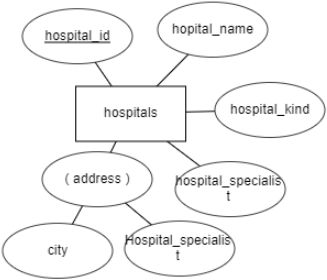 hospital_id
hopital_name
hospitals
hospital_kind
( address )
hospital_specialis
t
city
Hospital_specialis
t